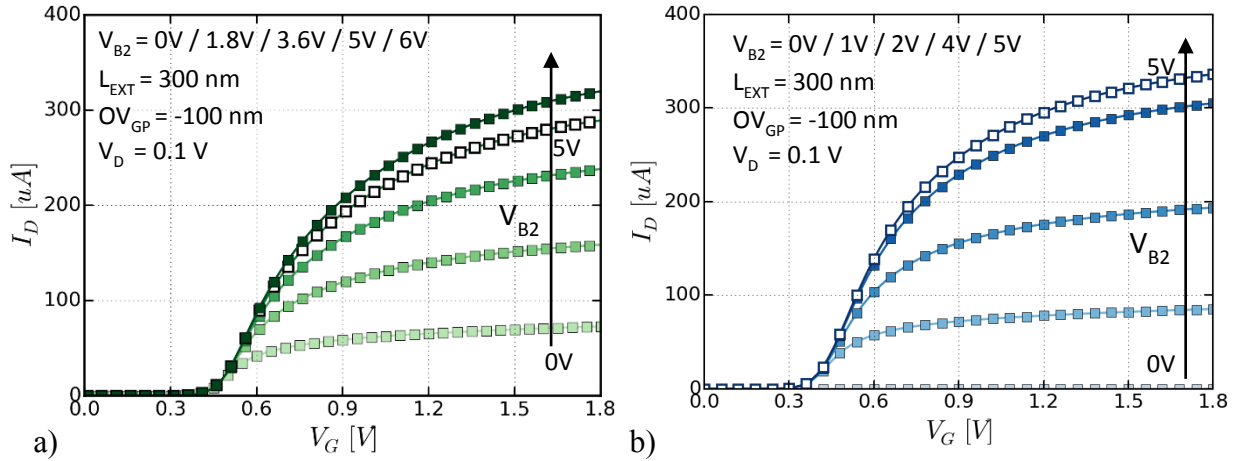 400
300
200
100
0
I_D [uA]
V_B2 = 0V / 1.8V / 3.6V / 5V / 6V
L_EXT = 300 nm
OV_GP = -100 nm
V_D = 0.1 V
5V
V_B2
0V
0.0 0.3 0.6 0.9 1.2 1.5 1.8
V_G [V]
a)
400
300
200
100
0
I_D [uA]
V_B2 = 0V / 1V / 2V / 4V / 5V
5V
L_EXT = 300 nm
OV_GP = -100 nm
V_D = 0.1 V
V_B2
0V
0.0 0.3 0.6 0.9 1.2 1.5 1.8
V_G [V]
b)